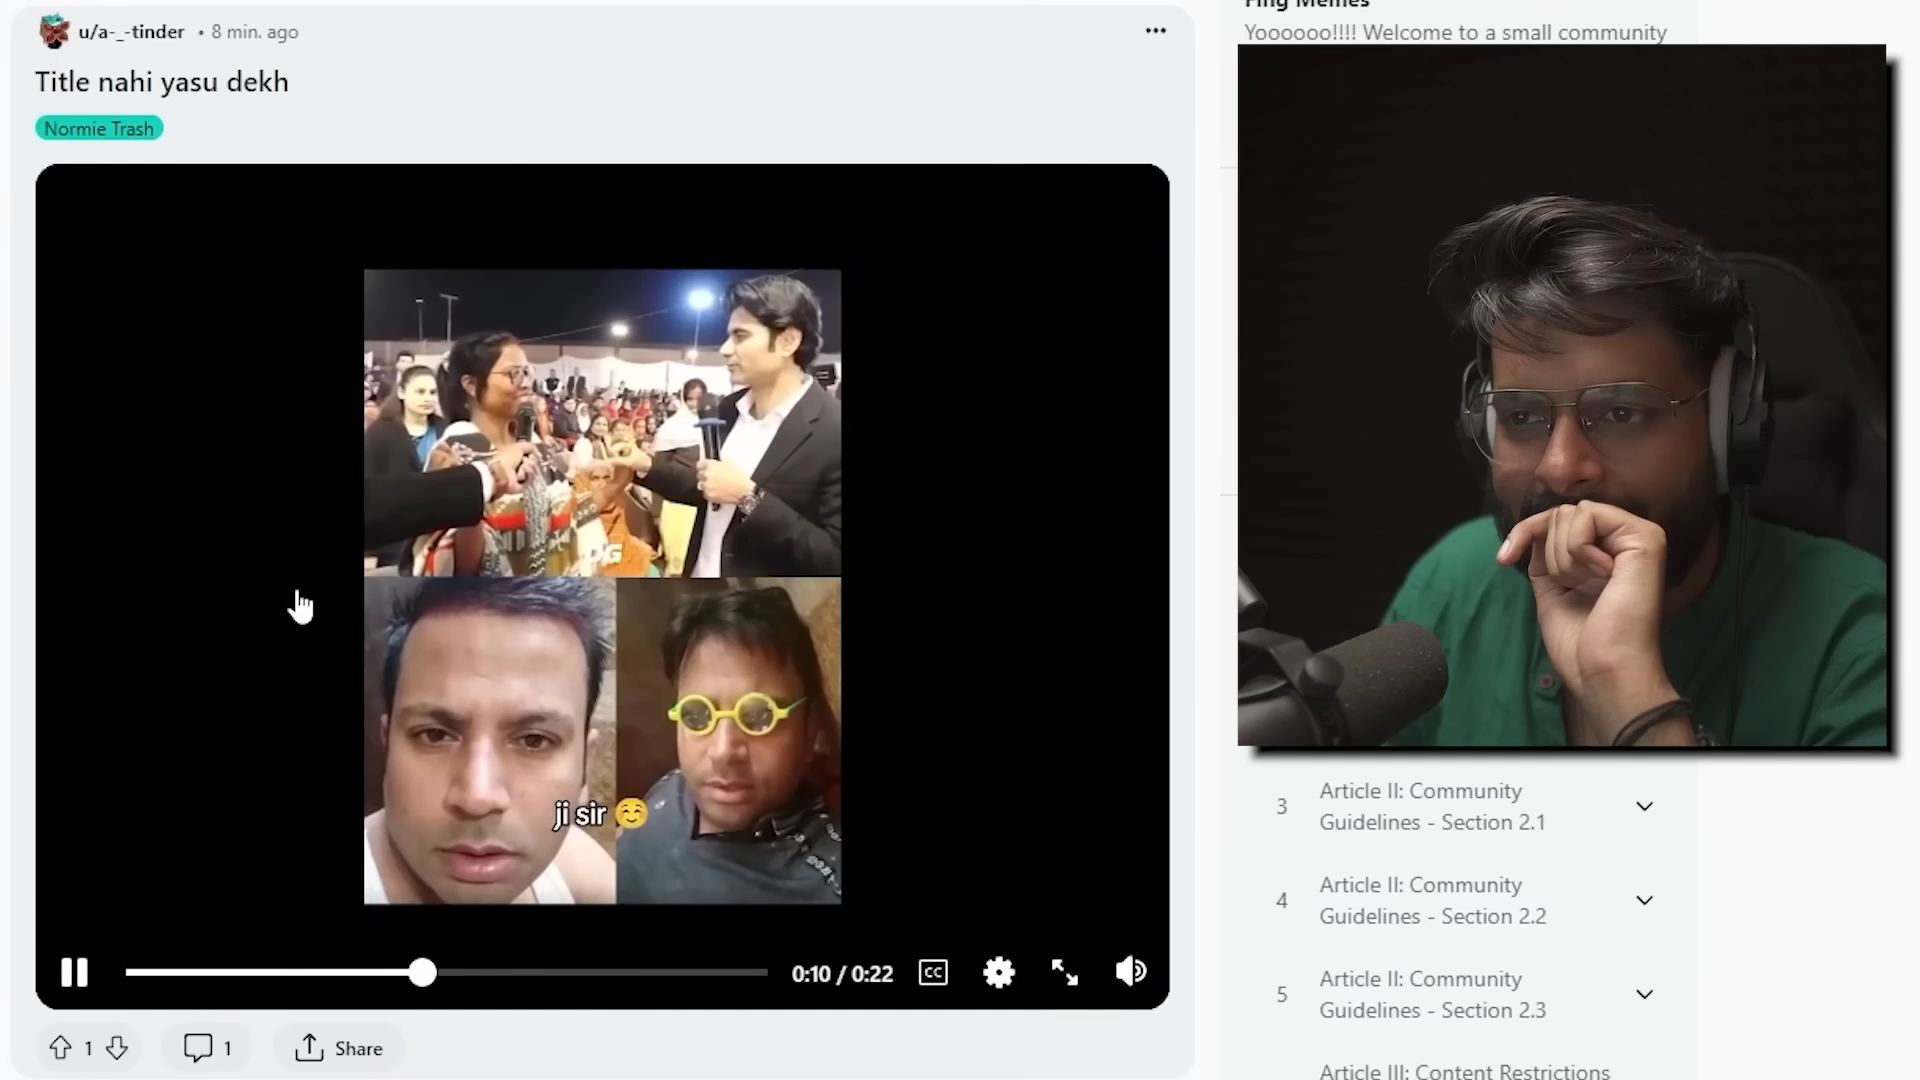 u/a-_-tinder • 8 min. ago
Title nahi yasu dekh
Normie Trash
DG
ji sir ☺️
0:10 / 0:22
CC
1
1
Share
Yoooooo!!!! Welcome to a small community
3
Article II: Community
Guidelines - Section 2.1
4
Article II: Community
Guidelines - Section 2.2
5
Article II: Community
Guidelines - Section 2.3
Article III: Content Restrictions